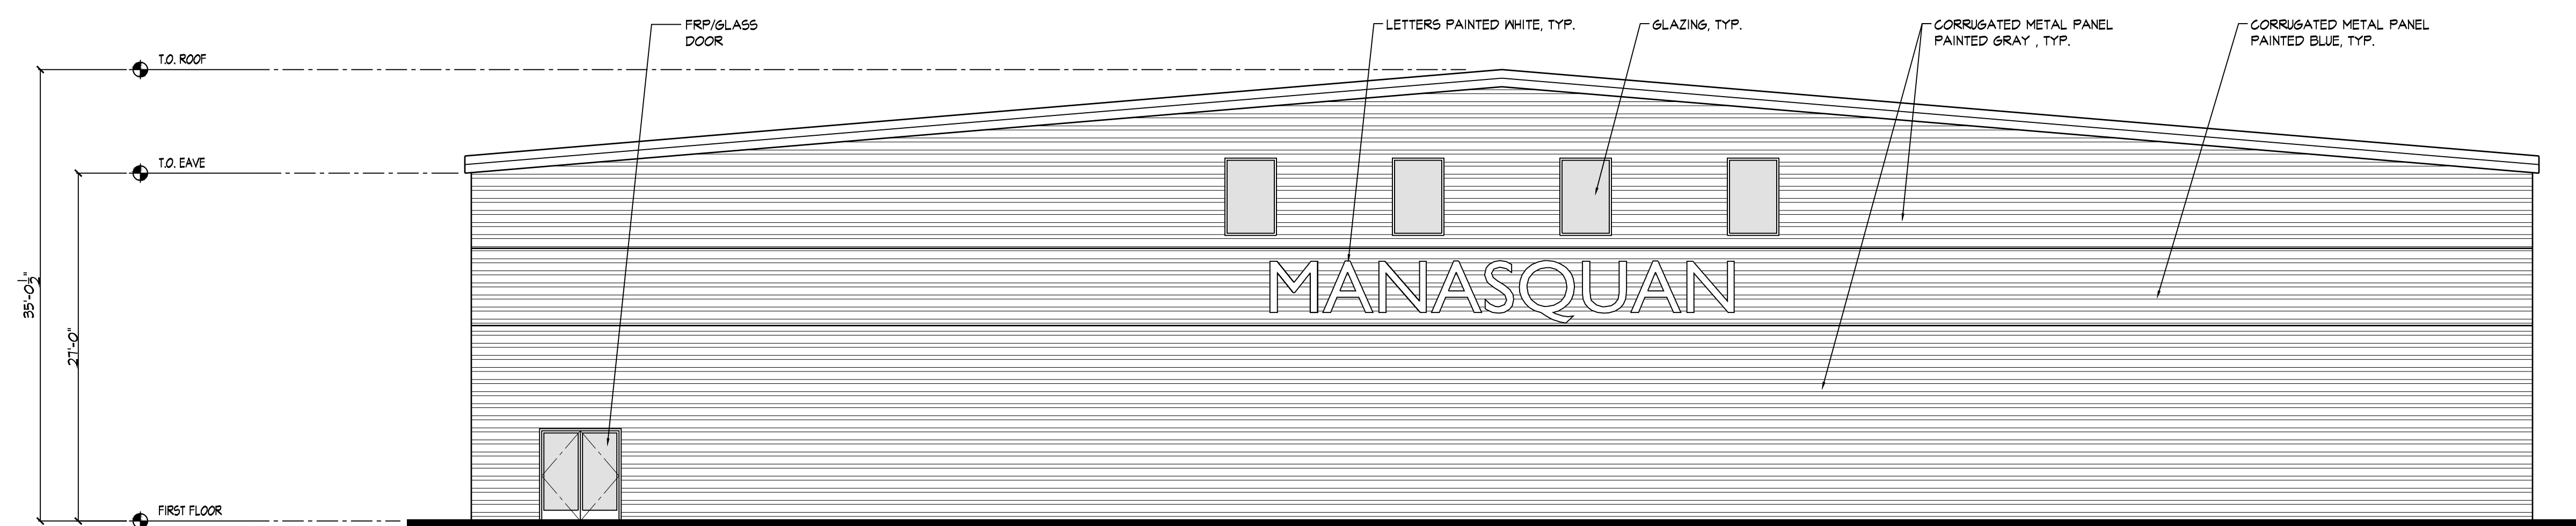 FRP/GLASS
DOOR
LETTERS PAINTED WHITE, TYP.
GLAZING, TYP.
CORRUGATED METAL PANEL
PAINTED GRAY , TYP.
CORRUGATED METAL PANEL
PAINTED BLUE, TYP.
T.O. ROOF
T.O. EAVE
35'-0½"
27'-0"
MANASQUAN
FIRST FLOOR